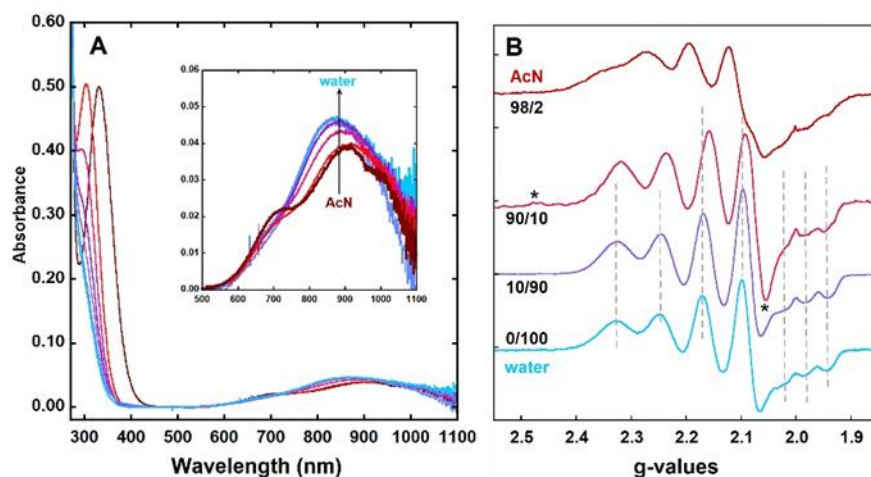 A
0.60
0.50
0.40
0.30
0.20
0.10
0.00
Absorbance
300 400 500 600 700 800 900 1000 1100
Wavelength (nm)
0.06
0.05
0.04
0.03
0.02
0.01
0.00
water
AcN
500 600 700 800 900 1000 1100
B
AcN
98/2
*
90/10
10/90
*
0/100
water
2.5 2.4 2.3 2.2 2.1 2.0 1.9
g-values